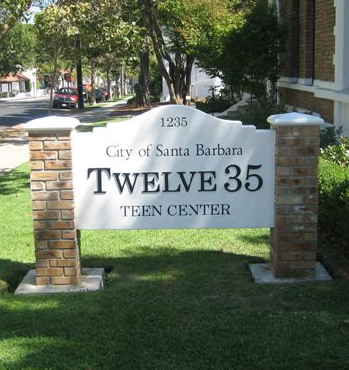 1235
City of Santa Barbara
TWELVE 35
TEEN CENTER